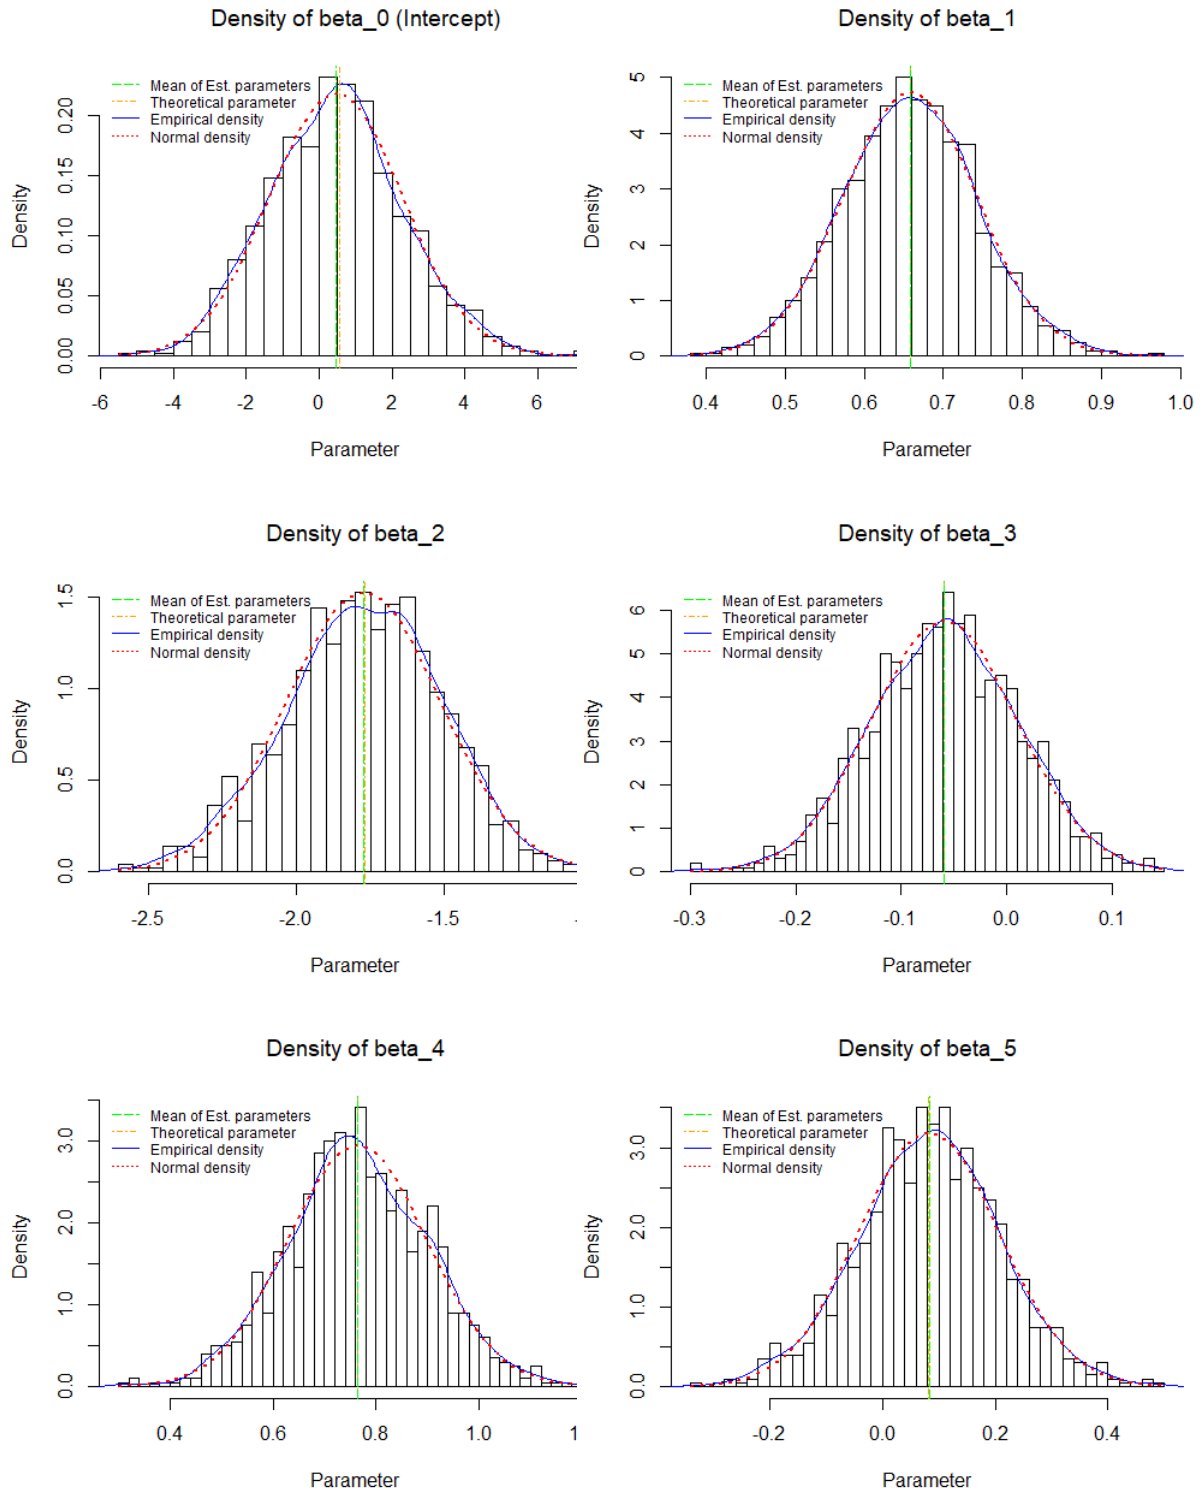 Density of beta_0 (Intercept)
Mean of Est. parameters
Theoretical parameter
Empirical density
Normal density
Density
0.00 0.05 0.10 0.15 0.20
-6 -4 -2 0 2 4 6
Parameter
Density of beta_1
Mean of Est. parameters
Theoretical parameter
Empirical density
Normal density
Density
0 1 2 3 4 5
0.4 0.5 0.6 0.7 0.8 0.9 1.0
Parameter
Density of beta_2
Mean of Est. parameters
Theoretical parameter
Empirical density
Normal density
Density
0.0 0.5 1.0 1.5
-2.5 -2.0 -1.5
Parameter
Density of beta_3
Mean of Est. parameters
Theoretical parameter
Empirical density
Normal density
Density
0 1 2 3 4 5 6
-0.3 -0.2 -0.1 0.0 0.1
Parameter
Density of beta_4
Mean of Est. parameters
Theoretical parameter
Empirical density
Normal density
Density
0.0 1.0 2.0 3.0
0.4 0.6 0.8 1.0 1
Parameter
Density of beta_5
Mean of Est. parameters
Theoretical parameter
Empirical density
Normal density
Density
0.0 1.0 2.0 3.0
-0.2 0.0 0.2 0.4
Parameter